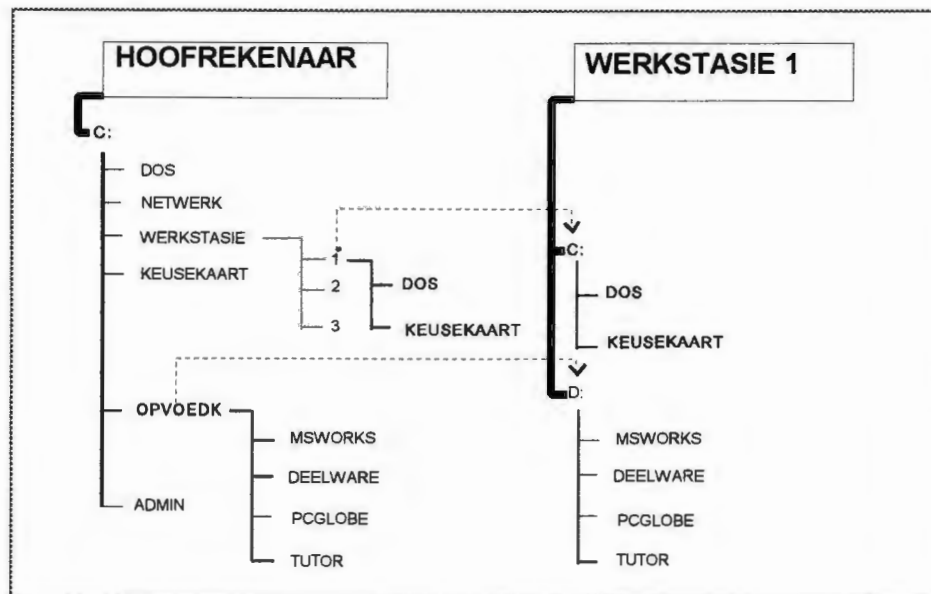 HOOFREKENAAR
C:
DOS
NETWERK
WERKSTASIE
1
2
3
DOS
KEUSEKAART
KEUSEKAART
OPVOEDK
MSWORKS
DEELWARE
PCGLOBE
TUTOR
ADMIN
WERKSTASIE 1
C:
DOS
KEUSEKAART
D:
MSWORKS
DEELWARE
PCGLOBE
TUTOR